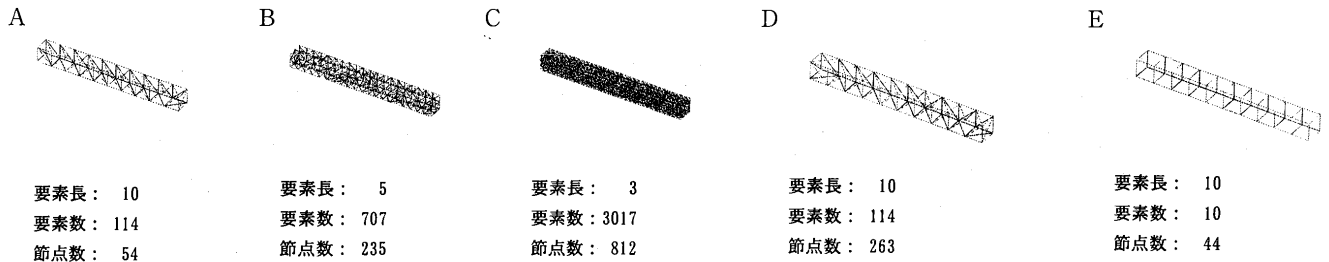 A
B
C
D
E
要素長： 10
要素数： 114
節点数： 54
要素長： 5
要素数： 707
節点数： 235
要素長： 3
要素数： 3017
節点数： 812
要素長： 10
要素数： 114
節点数： 263
要素長： 10
要素数： 10
節点数： 44